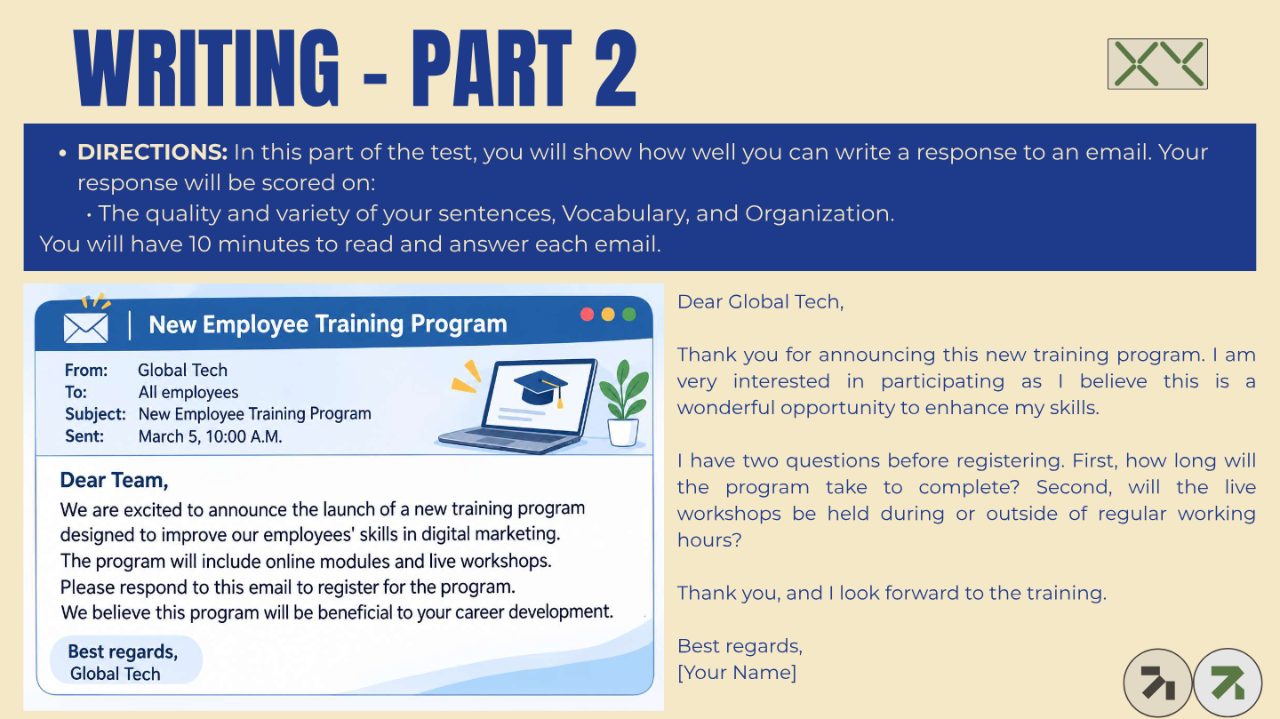 WRITING - PART 2
• DIRECTIONS: In this part of the test, you will show how well you can write a response to an email. Your
response will be scored on:
• The quality and variety of your sentences, Vocabulary, and Organization.
You will have 10 minutes to read and answer each email.
New Employee Training Program
From: Global Tech
To: All employees
Subject: New Employee Training Program
Sent: March 5, 10:00 A.M.
Dear Team,
We are excited to announce the launch of a new training program
designed to improve our employees' skills in digital marketing.
The program will include online modules and live workshops.
Please respond to this email to register for the program.
We believe this program will be beneficial to your career development.
Best regards,
Global Tech
Dear Global Tech,
Thank you for announcing this new training program. I am
very interested in participating as I believe this is a
wonderful opportunity to enhance my skills.
I have two questions before registering. First, how long will
the program take to complete? Second, will the live
workshops be held during or outside of regular working
hours?
Thank you, and I look forward to the training.
Best regards,
[Your Name]